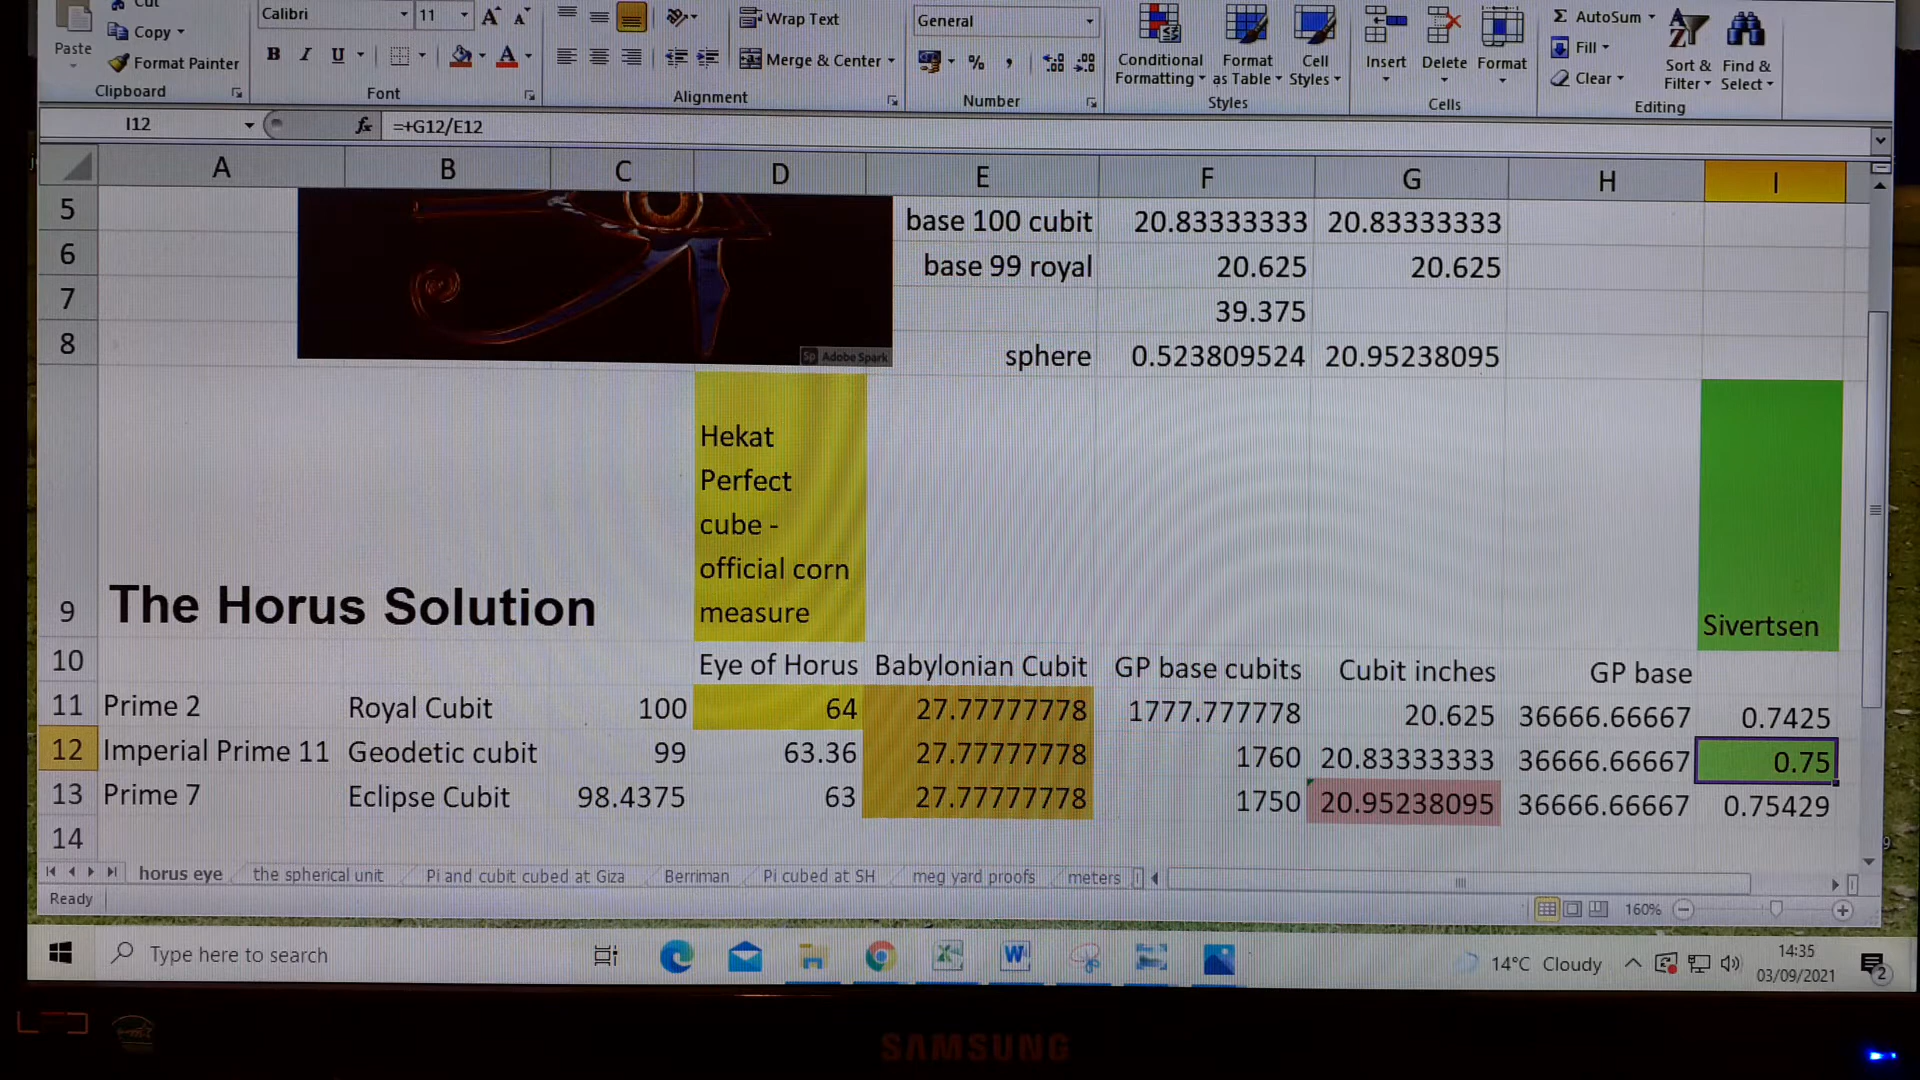 Cut
Calibri
11
Wrap Text
General
AutoSum
Paste
Copy
Format Painter
B I U
Merge & Center
%
Conditional
Formatting
Format
as Table
Cell
Styles
Insert
Delete
Format
Fill
Clear
Sort &
Filter
Find &
Select
Clipboard
Font
Alignment
Number
Styles
Cells
Editing
I12
fx
=+G12/E12
A B C D E F G H I
5 base 100 cubit 20.83333333 20.83333333
6 base 99 royal 20.625 20.625
7 39.375
8 sphere 0.523809524 20.95238095
Sp Adobe Spark
Hekat
Perfect
cube -
official corn
measure
9 The Horus Solution Sivertsen
10 Eye of Horus Babylonian Cubit GP base cubits Cubit inches GP base
11 Prime 2 Royal Cubit 100 64 27.77777778 1777.777778 20.625 36666.66667 0.7425
12 Imperial Prime 11 Geodetic cubit 99 63.36 27.77777778 1760 20.83333333 36666.66667 0.75
13 Prime 7 Eclipse Cubit 98.4375 63 27.77777778 1750 20.95238095 36666.66667 0.75429
14
horus eye the spherical unit Pi and cubit cubed at Giza Berriman Pi cubed at SH meg yard proofs meters
Ready
160%
Type here to search
14°C Cloudy
14:35
03/09/2021
2
SAMSUNG